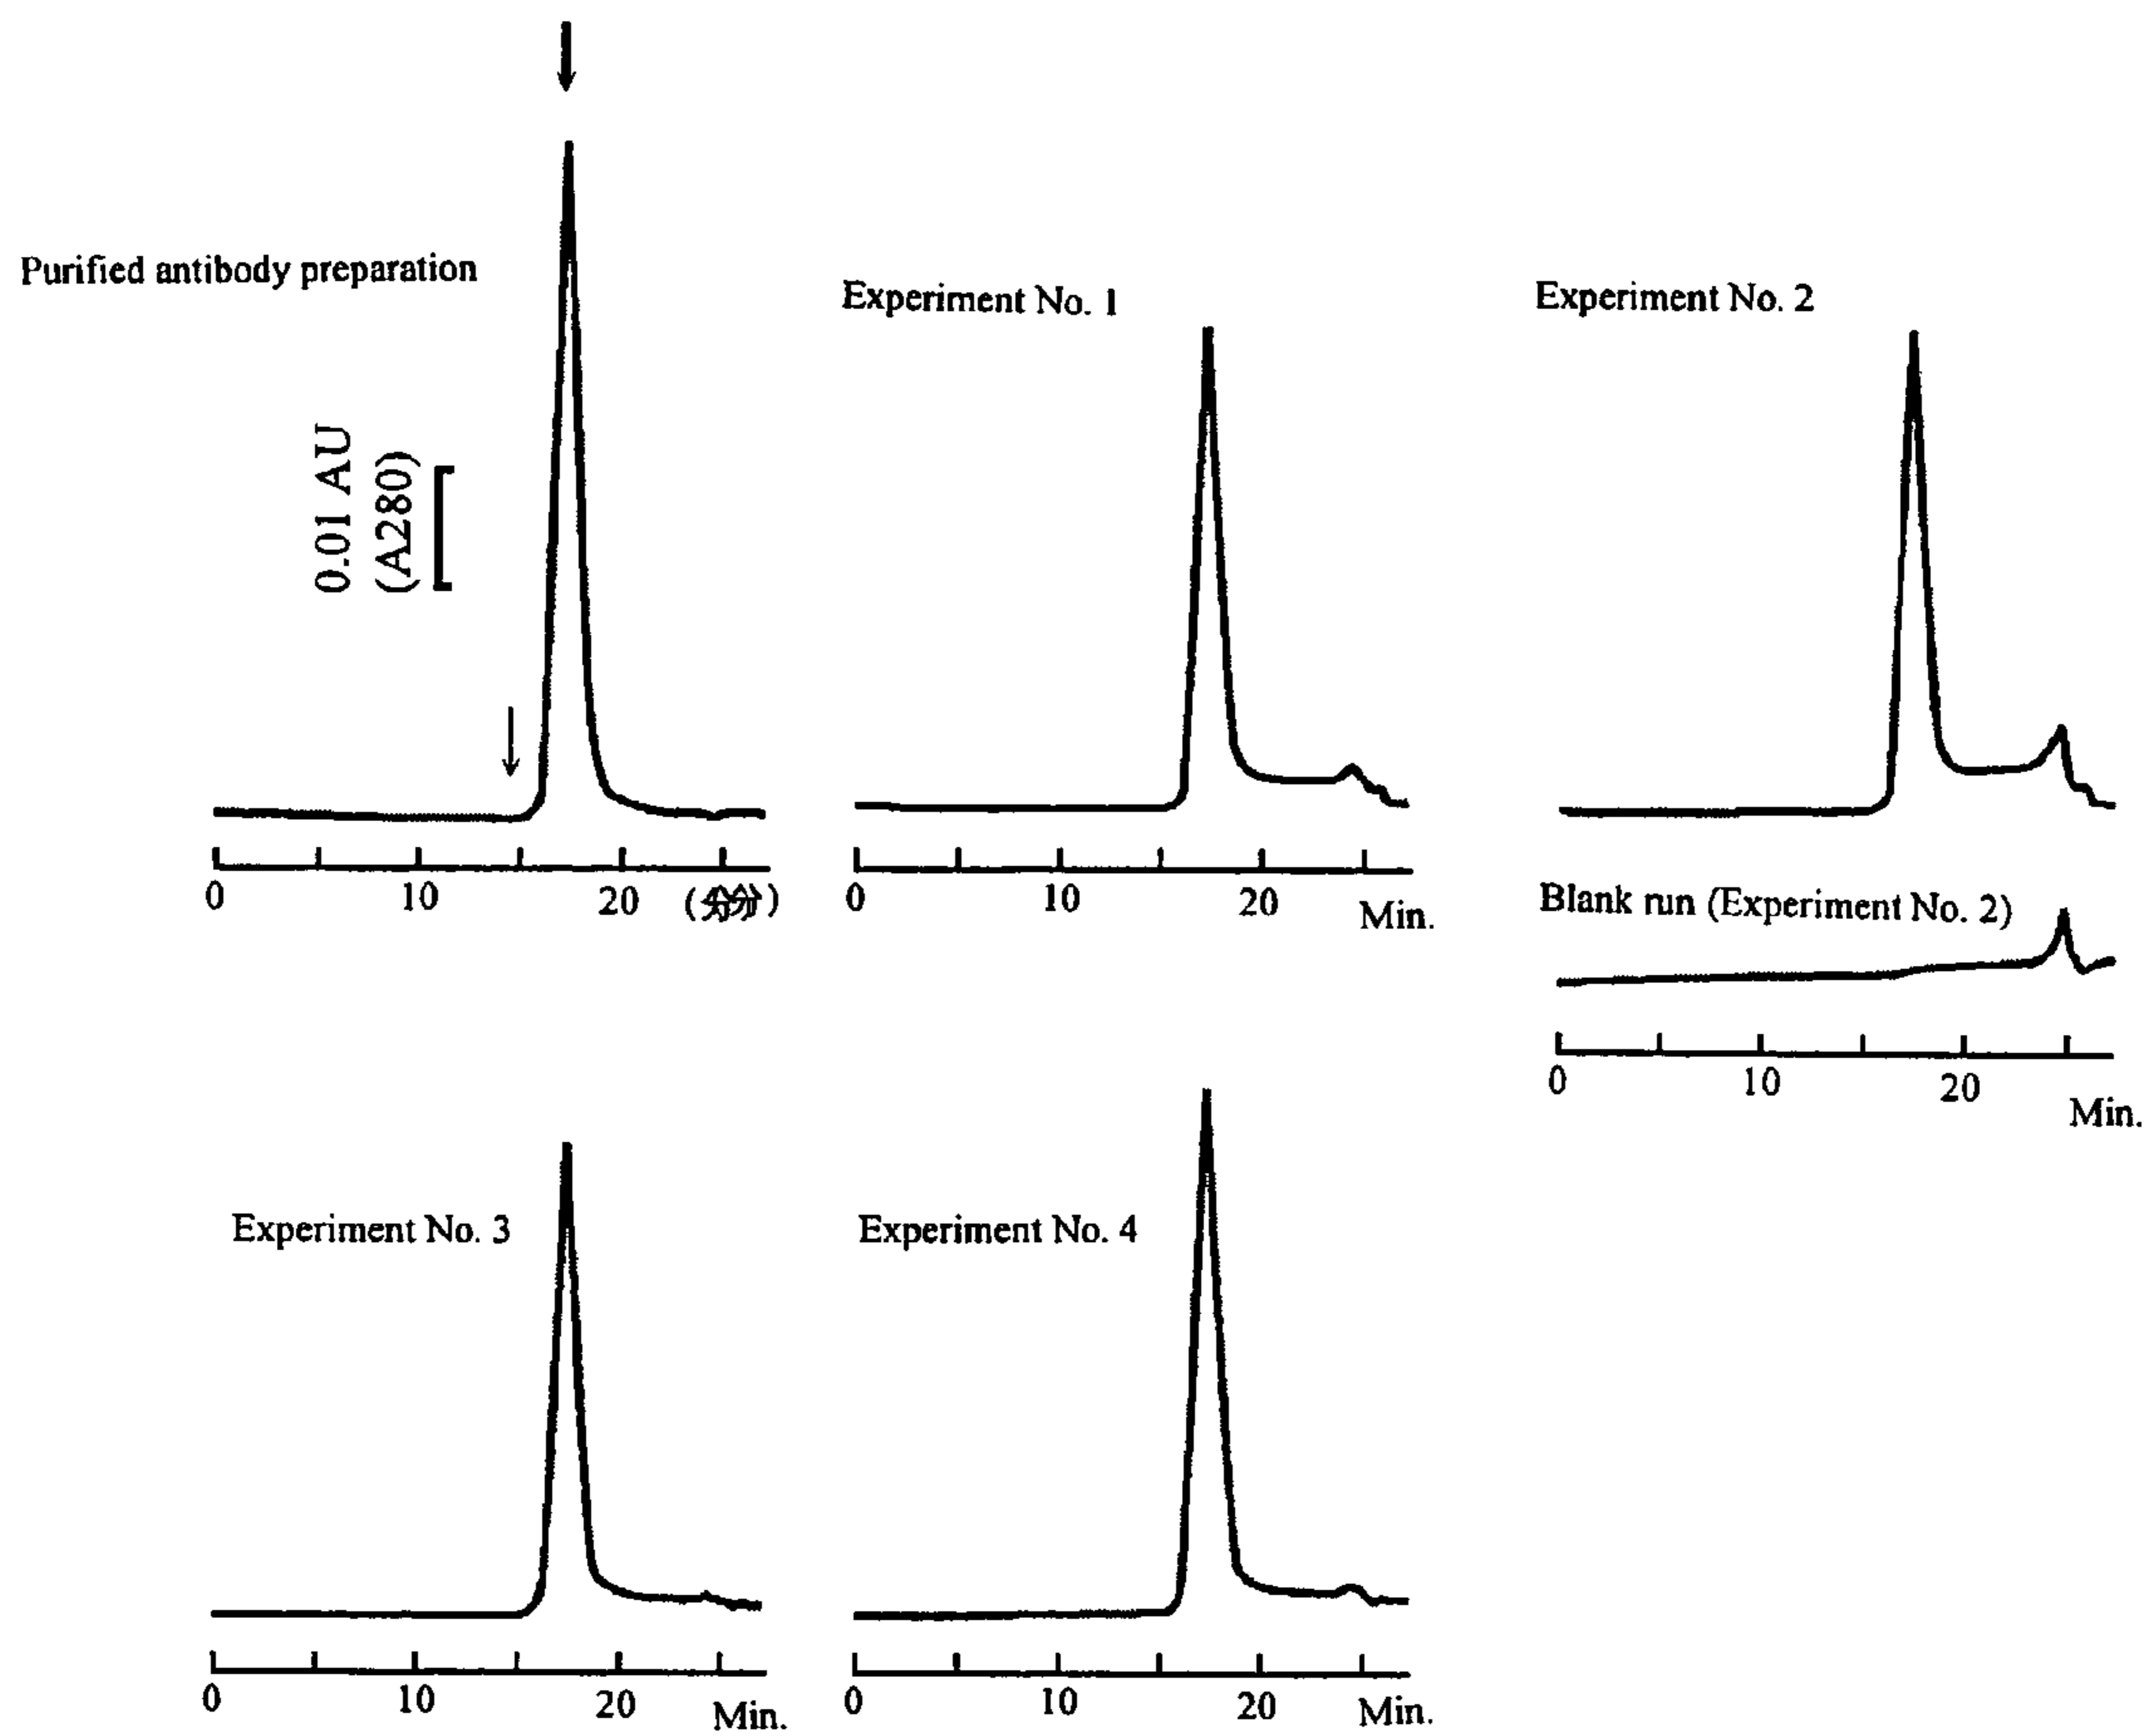 Purified antibody preparation
0.01 AU
(A280)
0
10
20
Experiment No. 1
0
10
20
Min.
Experiment No. 2
Blank run (Experiment No. 2)
0
10
20
Min.
Experiment No. 3
0
10
20
Min.
Experiment No. 4
0
10
20
Min.